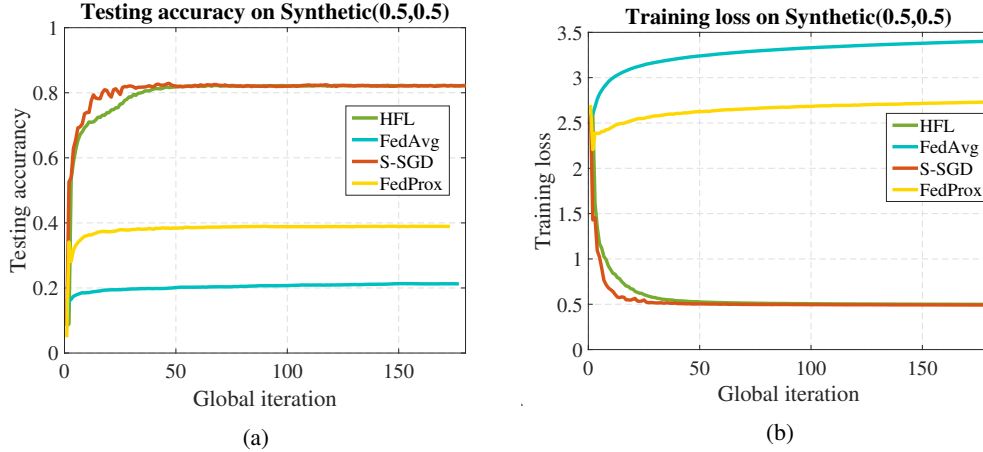 Testing accuracy on Synthetic(0.5,0.5)
1
0.8
0.6
0.4
0.2
0
Testing accuracy
HFL
FedAvg
S-SGD
FedProx
0 50 100 150
Global iteration
(a)
Training loss on Synthetic(0.5,0.5)
3.5
3
2.5
2
1.5
1
0.5
0
Training loss
HFL
FedAvg
S-SGD
FedProx
0 50 100 150
Global iteration
(b)